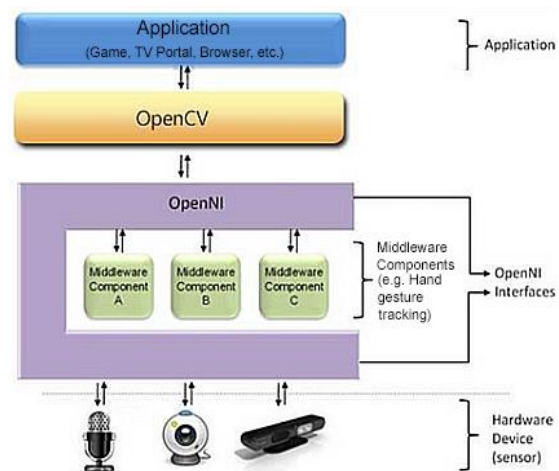 Application
(Game, TV Portal, Browser, etc.)
Application
OpenCV
OpenNI
Middleware
Component
A
Middleware
Component
B
Middleware
Component
C
Middleware
Components
(e.g. Hand
gesture
tracking)
OpenNI
Interfaces
Hardware
Device
(sensor)